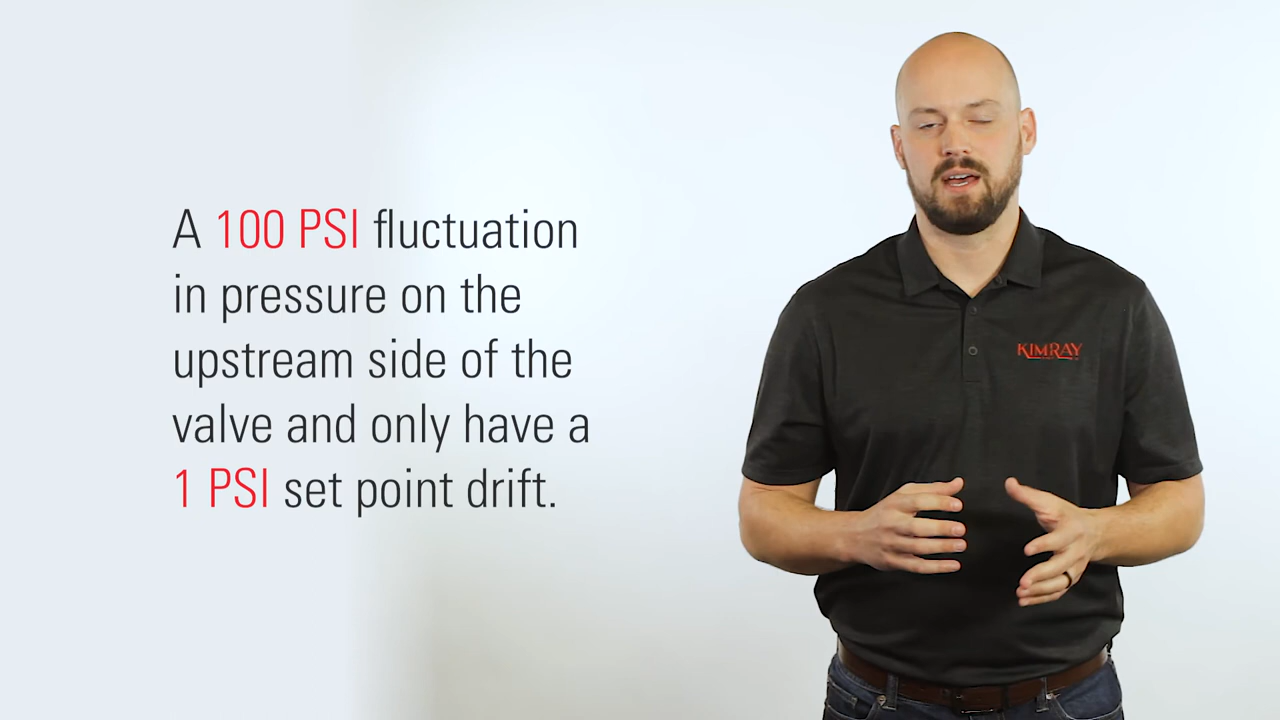 A 100 PSI fluctuation
in pressure on the
upstream side of the
valve and only have a
1 PSI set point drift.
KIMRAY